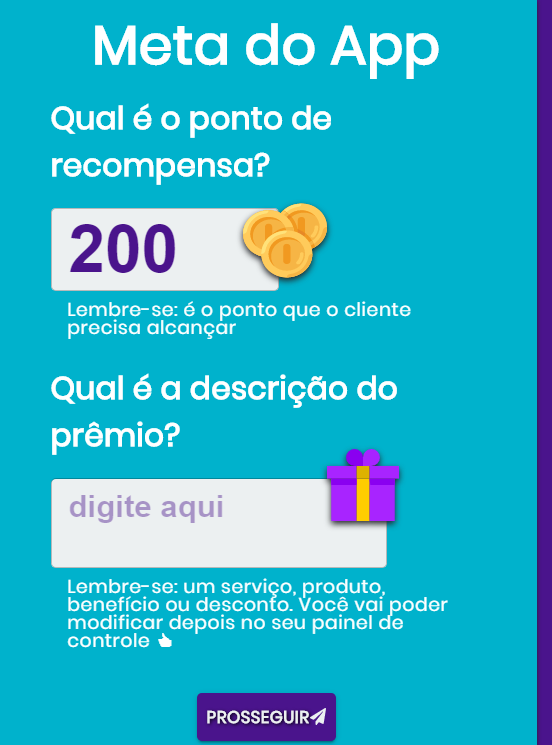 Meta do App
Qual é o ponto de
recompensa?
200
Lembre-se: é o ponto que o cliente
precisa alcançar
Qual é a descrição do
prêmio?
digite aqui
Lembre-se: um serviço, produto,
benefício ou desconto. Você vai poder
modificar depois no seu painel de
controle
PROSSEGUIR